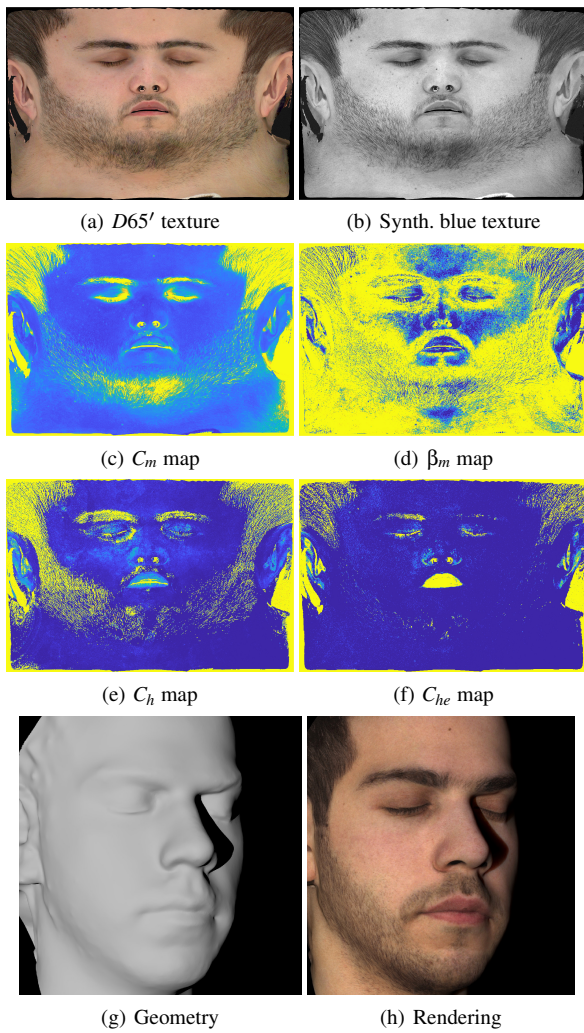 (a) D65′ texture
(b) Synth. blue texture
(c) Cm map
(d) βm map
(e) Ch map
(f) Che map
(g) Geometry
(h) Rendering